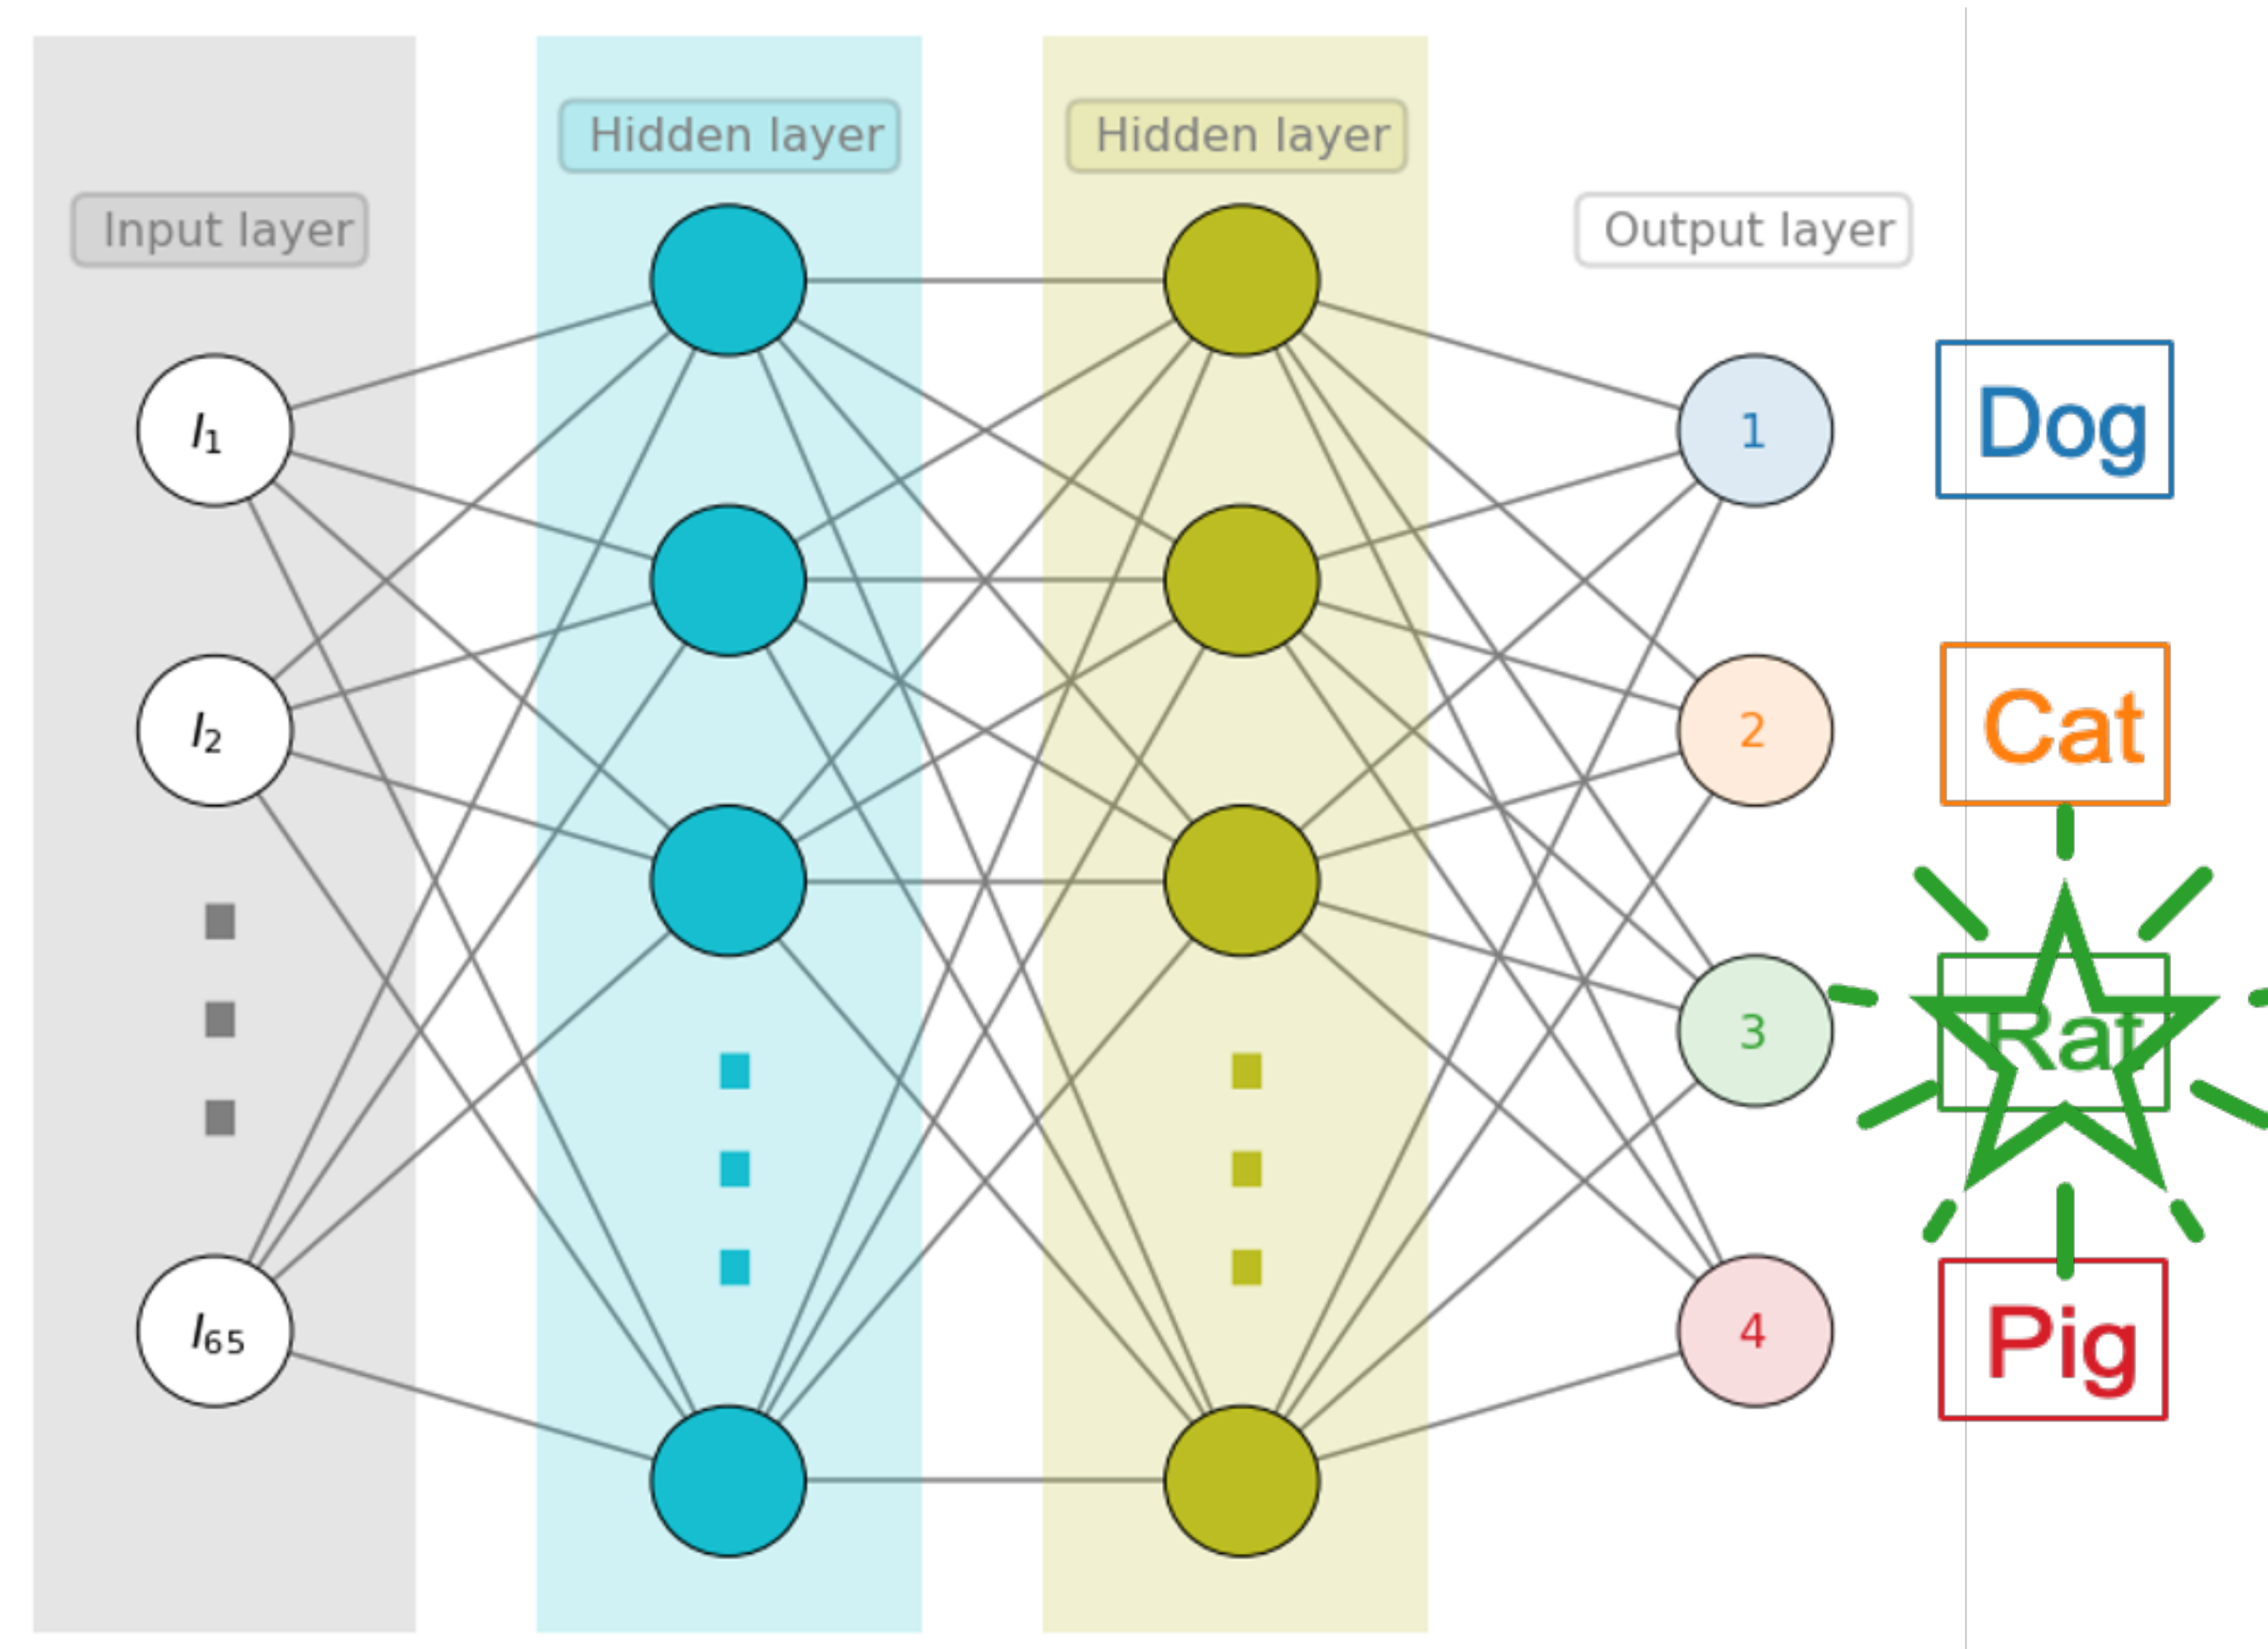 Hidden layer
Hidden layer
Input layer
Output layer
I1
1
Dog
I2
2
Cat
3
Rat
I65
4
Pig